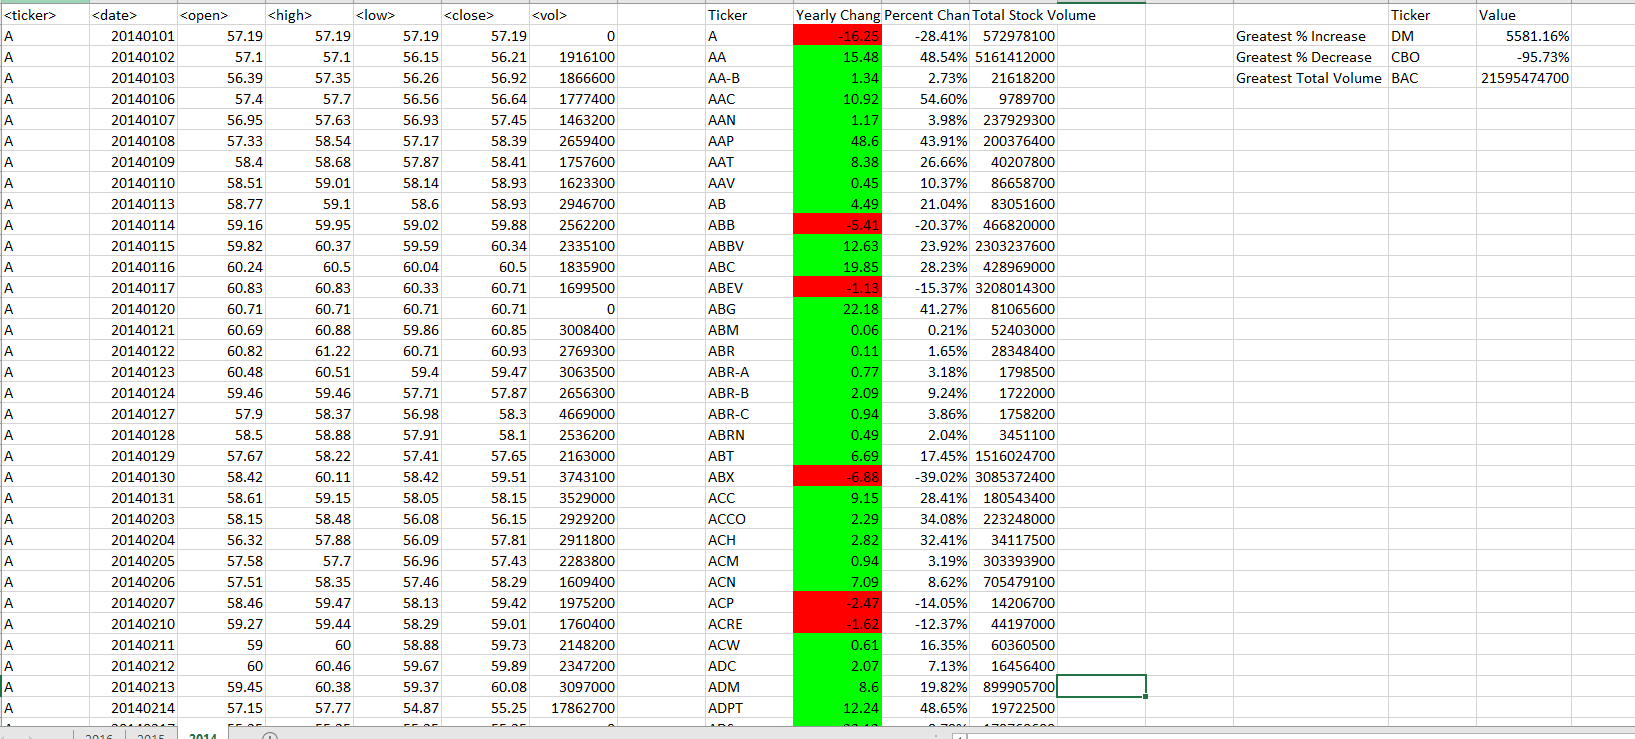 <ticker> <date> <open> <high> <low> <close> <vol> Ticker Yearly Chang Percent Chan Total Stock Volume Ticker Value
A 20140101 57.19 57.19 57.19 57.19 0 A -16.25 -28.41% 572978100 Greatest % Increase DM 5581.16%
A 20140102 57.1 57.1 56.15 56.21 1916100 AA 15.48 48.54% 5161412000 Greatest % Decrease CBO -95.73%
A 20140103 56.39 57.35 56.26 56.92 1866600 AA-B 1.34 2.73% 21618200 Greatest Total Volume BAC 21595474700
A 20140106 57.4 57.7 56.56 56.64 1777400 AAC 10.92 54.60% 9789700
A 20140107 56.95 57.63 56.93 57.45 1463200 AAN 1.17 3.98% 237929300
A 20140108 57.33 58.54 57.17 58.39 2659400 AAP 48.6 43.91% 200376400
A 20140109 58.4 58.68 57.87 58.41 1757600 AAT 8.38 26.66% 40207800
A 20140110 58.51 59.01 58.14 58.93 1623300 AAV 0.45 10.37% 86658700
A 20140113 58.77 59.1 58.6 58.93 2946700 AB 4.49 21.04% 83051600
A 20140114 59.16 59.95 59.02 59.88 2562200 ABB -5.41 -20.37% 466820000
A 20140115 59.82 60.37 59.59 60.34 2335100 ABBV 12.63 23.92% 2303237600
A 20140116 60.24 60.5 60.04 60.5 1835900 ABC 19.85 28.23% 428969000
A 20140117 60.83 60.83 60.33 60.71 1699500 ABEV -1.13 -15.37% 3208014300
A 20140120 60.71 60.71 60.71 60.71 0 ABG 22.18 41.27% 81065600
A 20140121 60.69 60.88 59.86 60.85 3008400 ABM 0.06 0.21% 52403000
A 20140122 60.82 61.22 60.71 60.93 2769300 ABR 0.11 1.65% 28348400
A 20140123 60.48 60.51 59.4 59.47 3063500 ABR-A 0.77 3.18% 1798500
A 20140124 59.46 59.46 57.71 57.87 2656300 ABR-B 2.09 9.24% 1722000
A 20140127 57.9 58.37 56.98 58.3 4669000 ABR-C 0.94 3.86% 1758200
A 20140128 58.5 58.88 57.91 58.1 2536200 ABRN 0.49 2.04% 3451100
A 20140129 57.67 58.22 57.41 57.65 2163000 ABT 6.69 17.45% 1516024700
A 20140130 58.42 60.11 58.42 59.51 3743100 ABX -6.88 -39.02% 3085372400
A 20140131 58.61 59.15 58.05 58.15 3529000 ACC 9.15 28.41% 180543400
A 20140203 58.15 58.48 56.08 56.15 2929200 ACCO 2.29 34.08% 223248000
A 20140204 56.32 57.88 56.09 57.81 2911800 ACH 2.82 32.41% 34117500
A 20140205 57.58 57.7 56.96 57.43 2283800 ACM 0.94 3.19% 303393900
A 20140206 57.51 58.35 57.46 58.29 1609400 ACN 7.09 8.62% 705479100
A 20140207 58.46 59.47 58.13 59.42 1975200 ACP -2.47 -14.05% 14206700
A 20140210 59.27 59.44 58.29 59.01 1760400 ACRE -1.62 -12.37% 44197000
A 20140211 59 60 58.88 59.73 2148200 ACW 0.61 16.35% 60360500
A 20140212 60 60.46 59.67 59.89 2347200 ADC 2.07 7.13% 16456400
A 20140213 59.45 60.38 59.37 60.08 3097000 ADM 8.6 19.82% 899905700
A 20140214 57.15 57.77 54.87 55.25 17862700 ADPT 12.24 48.65% 19722500
2016 2015 2014